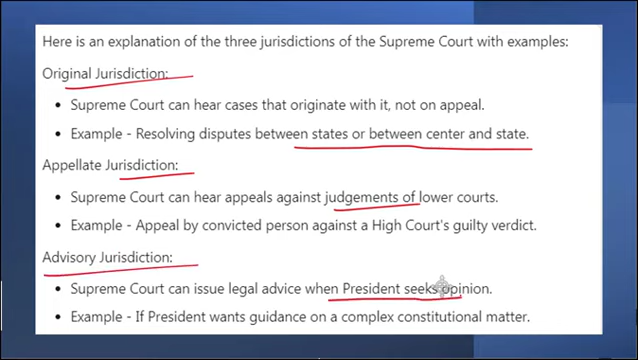 Here is an explanation of the three jurisdictions of the Supreme Court with examples:
Original Jurisdiction:
• Supreme Court can hear cases that originate with it, not on appeal.
• Example - Resolving disputes between states or between center and state.
Appellate Jurisdiction:
• Supreme Court can hear appeals against judgements of lower courts.
• Example - Appeal by convicted person against a High Court's guilty verdict.
Advisory Jurisdiction:
• Supreme Court can issue legal advice when President seeks opinion.
• Example - If President wants guidance on a complex constitutional matter.